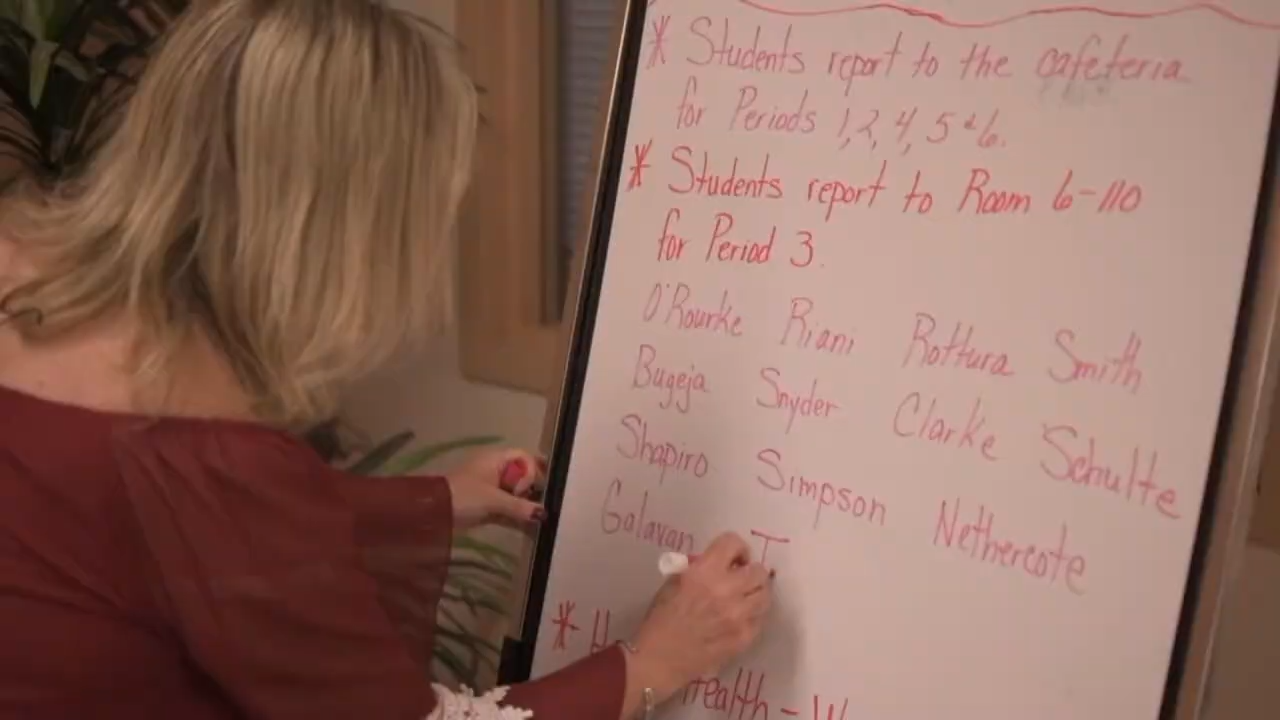 * Students report to the cafeteria
for Periods 1, 2, 4, 5 & 6.
* Students report to Room 6-110
for Period 3.
O'Rourke Riani Rottura Smith
Bugeja Snyder Clarke Schulte
Shapiro Simpson Nethercote
Galavan T
*
Health - W